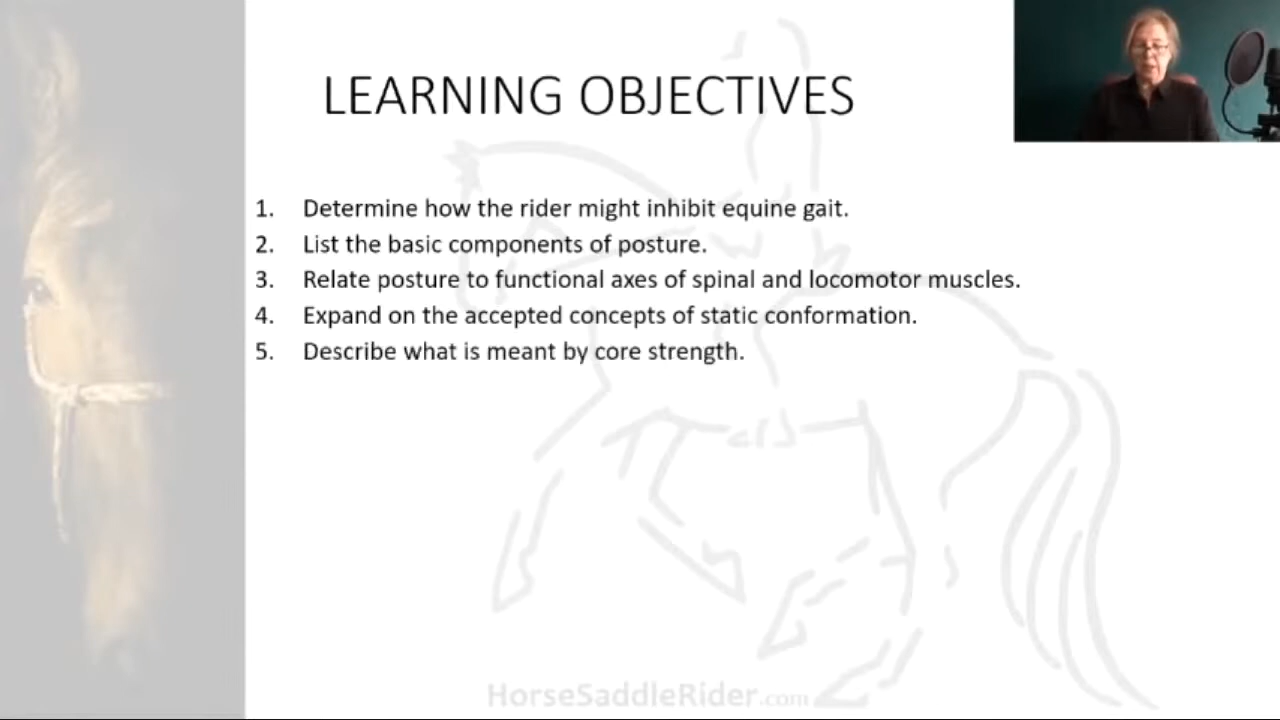 LEARNING OBJECTIVES
1. Determine how the rider might inhibit equine gait.
2. List the basic components of posture.
3. Relate posture to functional axes of spinal and locomotor muscles.
4. Expand on the accepted concepts of static conformation.
5. Describe what is meant by core strength.
HorseSaddleRider.com